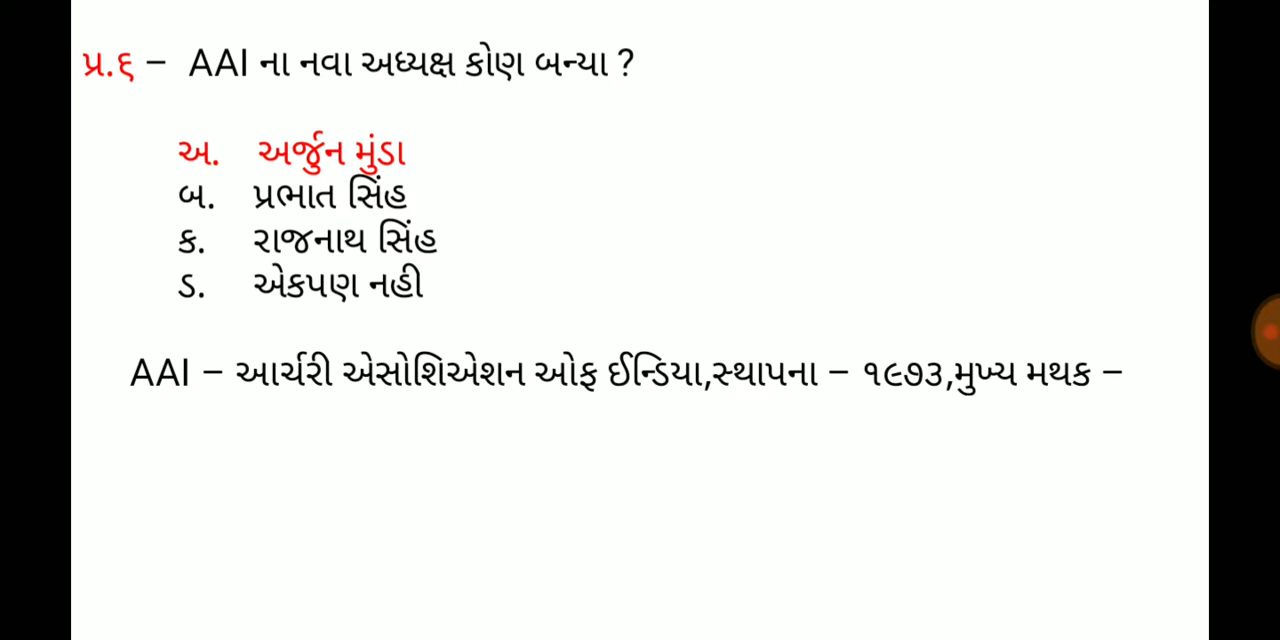 પ્ર.૬ – AAI ના નવા અધ્યક્ષ કોણ બન્યા ?
અ. અર્જુન મુંડા
બ. પ્રભાત સિંહ
ક. રાજનાથ સિંહ
ડ. એકપણ નહી
AAI – આર્ચરી એસોશિએશન ઓફ ઈન્ડિયા,સ્થાપના – ૧૯૭૩,મુખ્ય મથક –